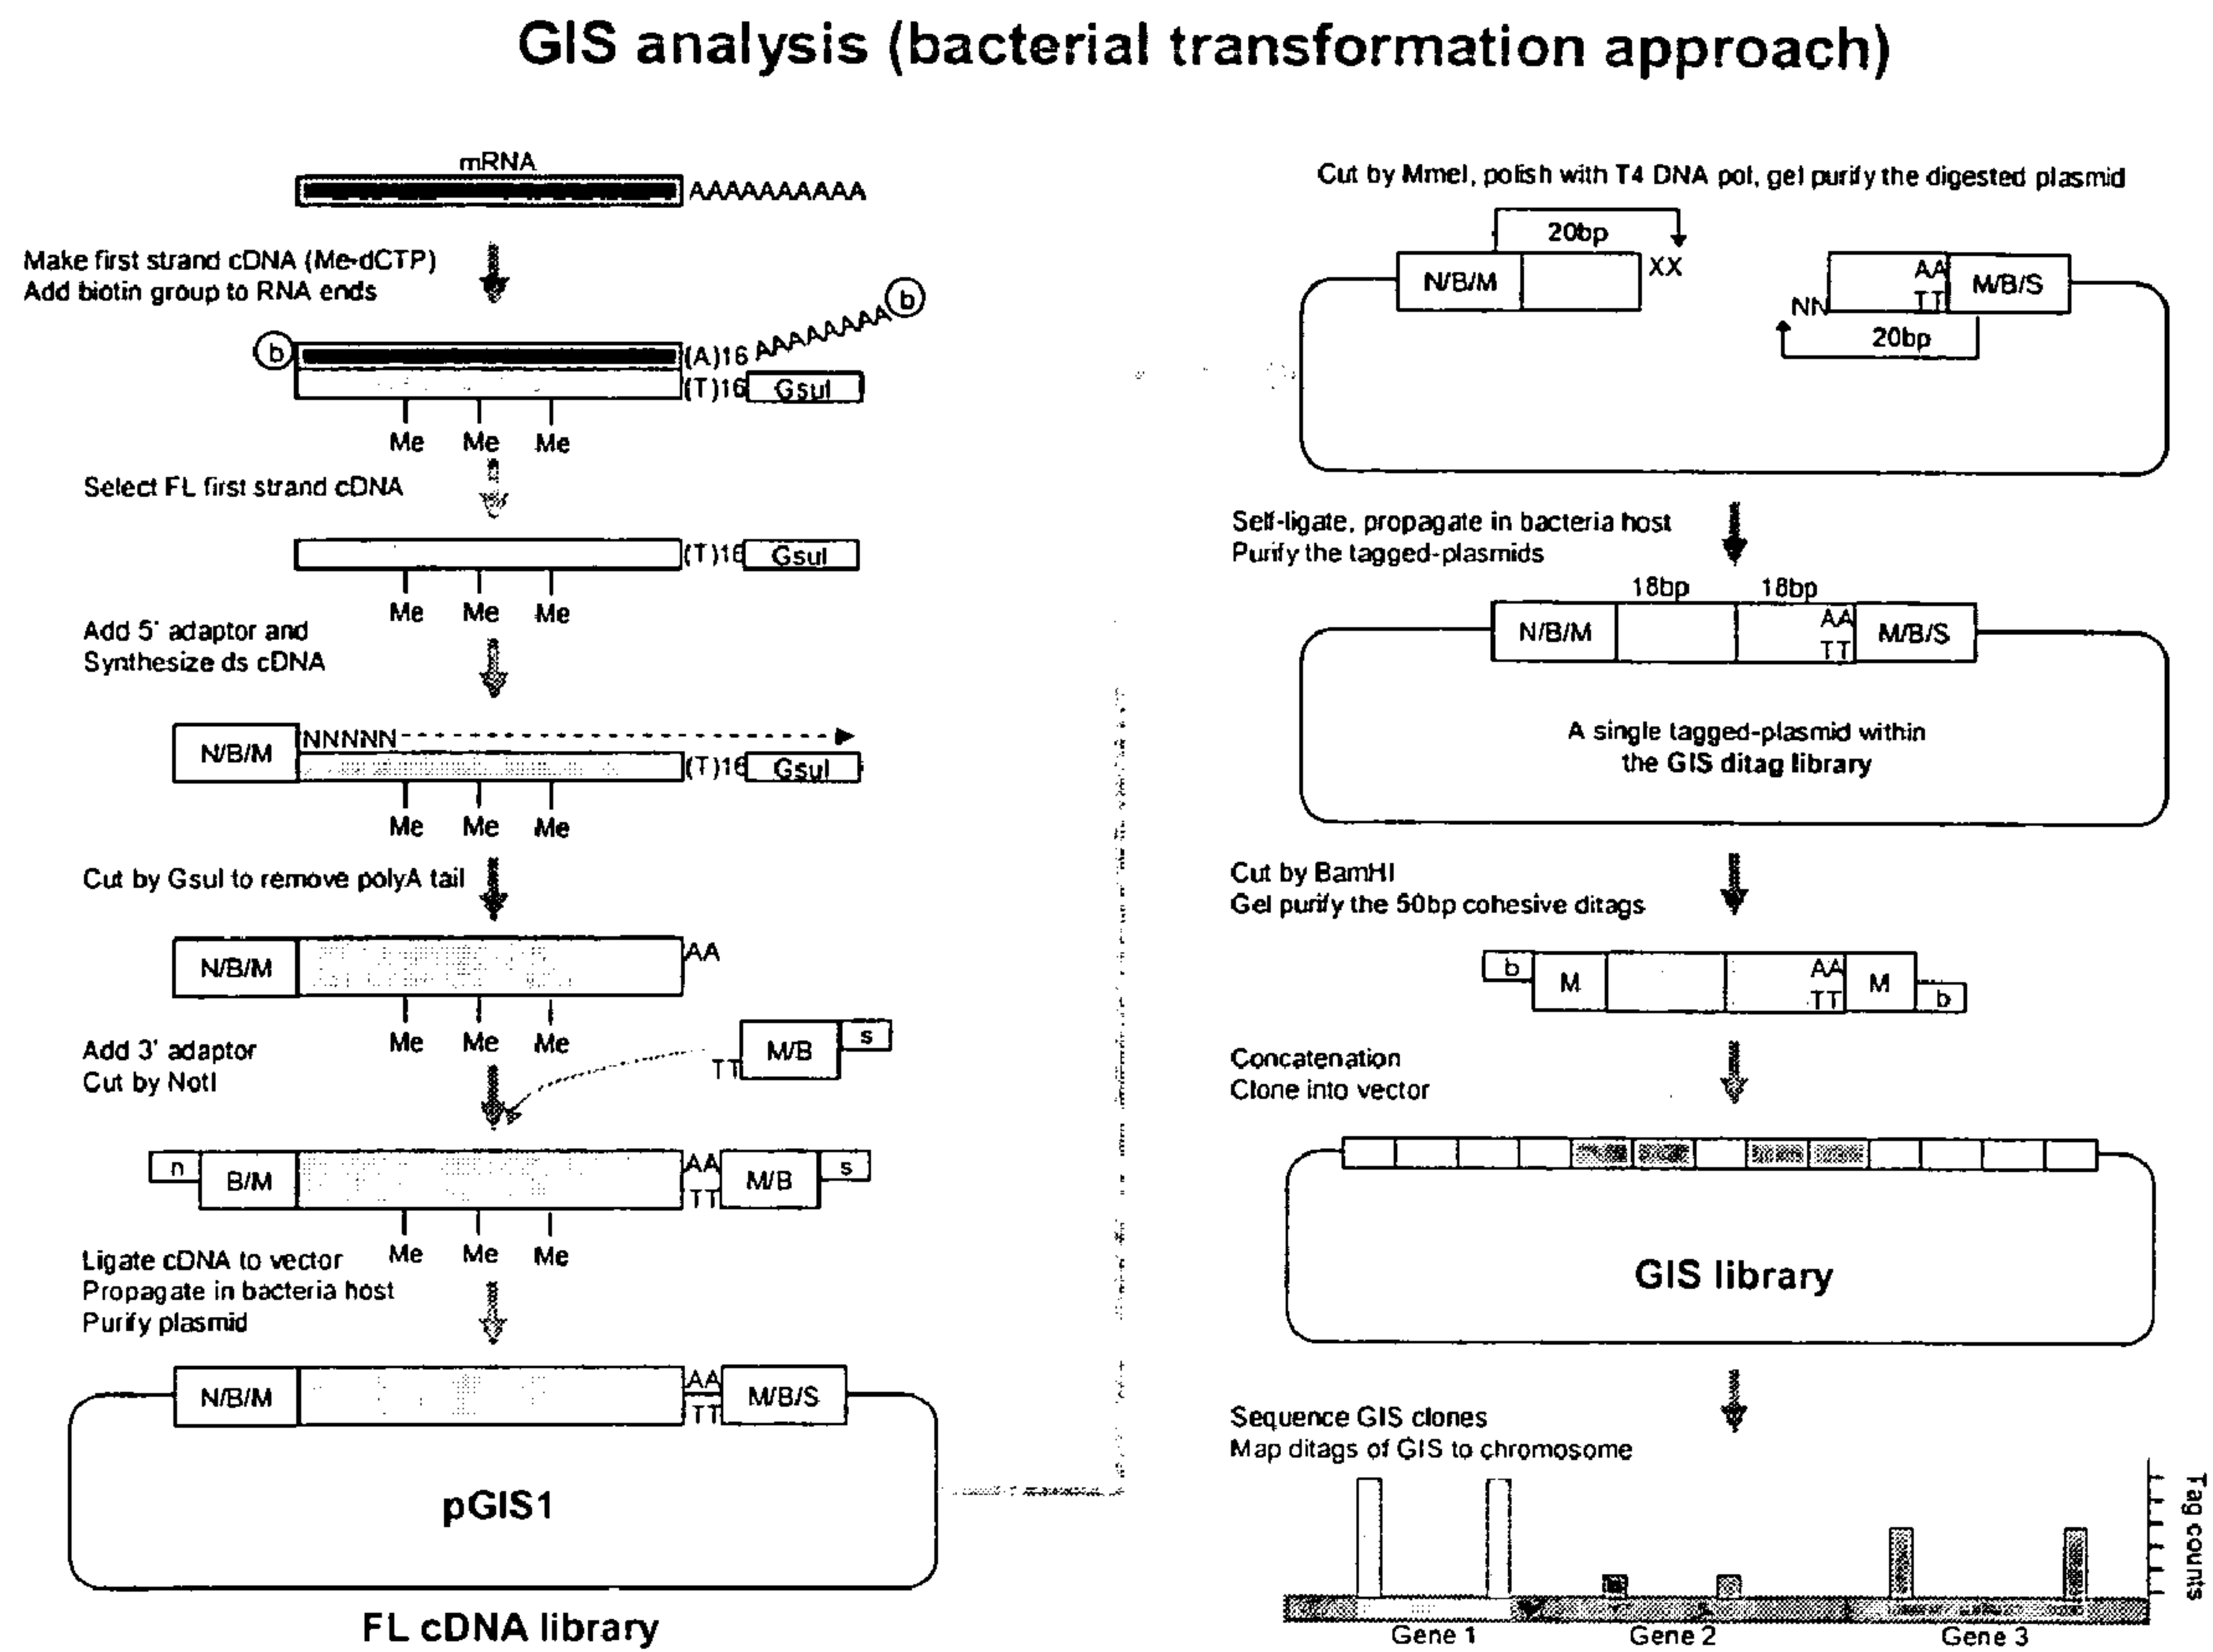 GIS analysis (bacterial transformation approach)
mRNA
AAAAAAAAAA
Make first strand cDNA (Me-dCTP)
Add biotin group to RNA ends
b
b
(A)16 AAAAAAAA
(T)16 GsuI
Me Me Me
Select FL first strand cDNA
(T)16 GsuI
Me Me Me
Add 5' adaptor and
Synthesize ds cDNA
N/B/M NNNNN
(T)16 GsuI
Me Me Me
Cut by GsuI to remove polyA tail
N/B/M AA
Me Me Me
Add 3' adaptor
Cut by NotI
TT M/B s
n B/M AA M/B s
TT
Me Me Me
Ligate cDNA to vector
Propagate in bacteria host
Purify plasmid
N/B/M AA M/B/S
TT
pGIS1
FL cDNA library
Cut by MmeI, polish with T4 DNA pol, gel purify the digested plasmid
20bp
N/B/M XX
AA M/B/S
NN TT
20bp
Self-ligate, propagate in bacteria host
Purify the tagged-plasmids
18bp 18bp
N/B/M AA M/B/S
TT
A single tagged-plasmid within
the GIS ditag library
Cut by BamHI
Gel purify the 50bp cohesive ditags
b M AA M
TT b
Concatenation
Clone into vector
GIS library
Sequence GIS clones
Map ditags of GIS to chromosome
Tag counts
Gene 1 Gene 2 Gene 3